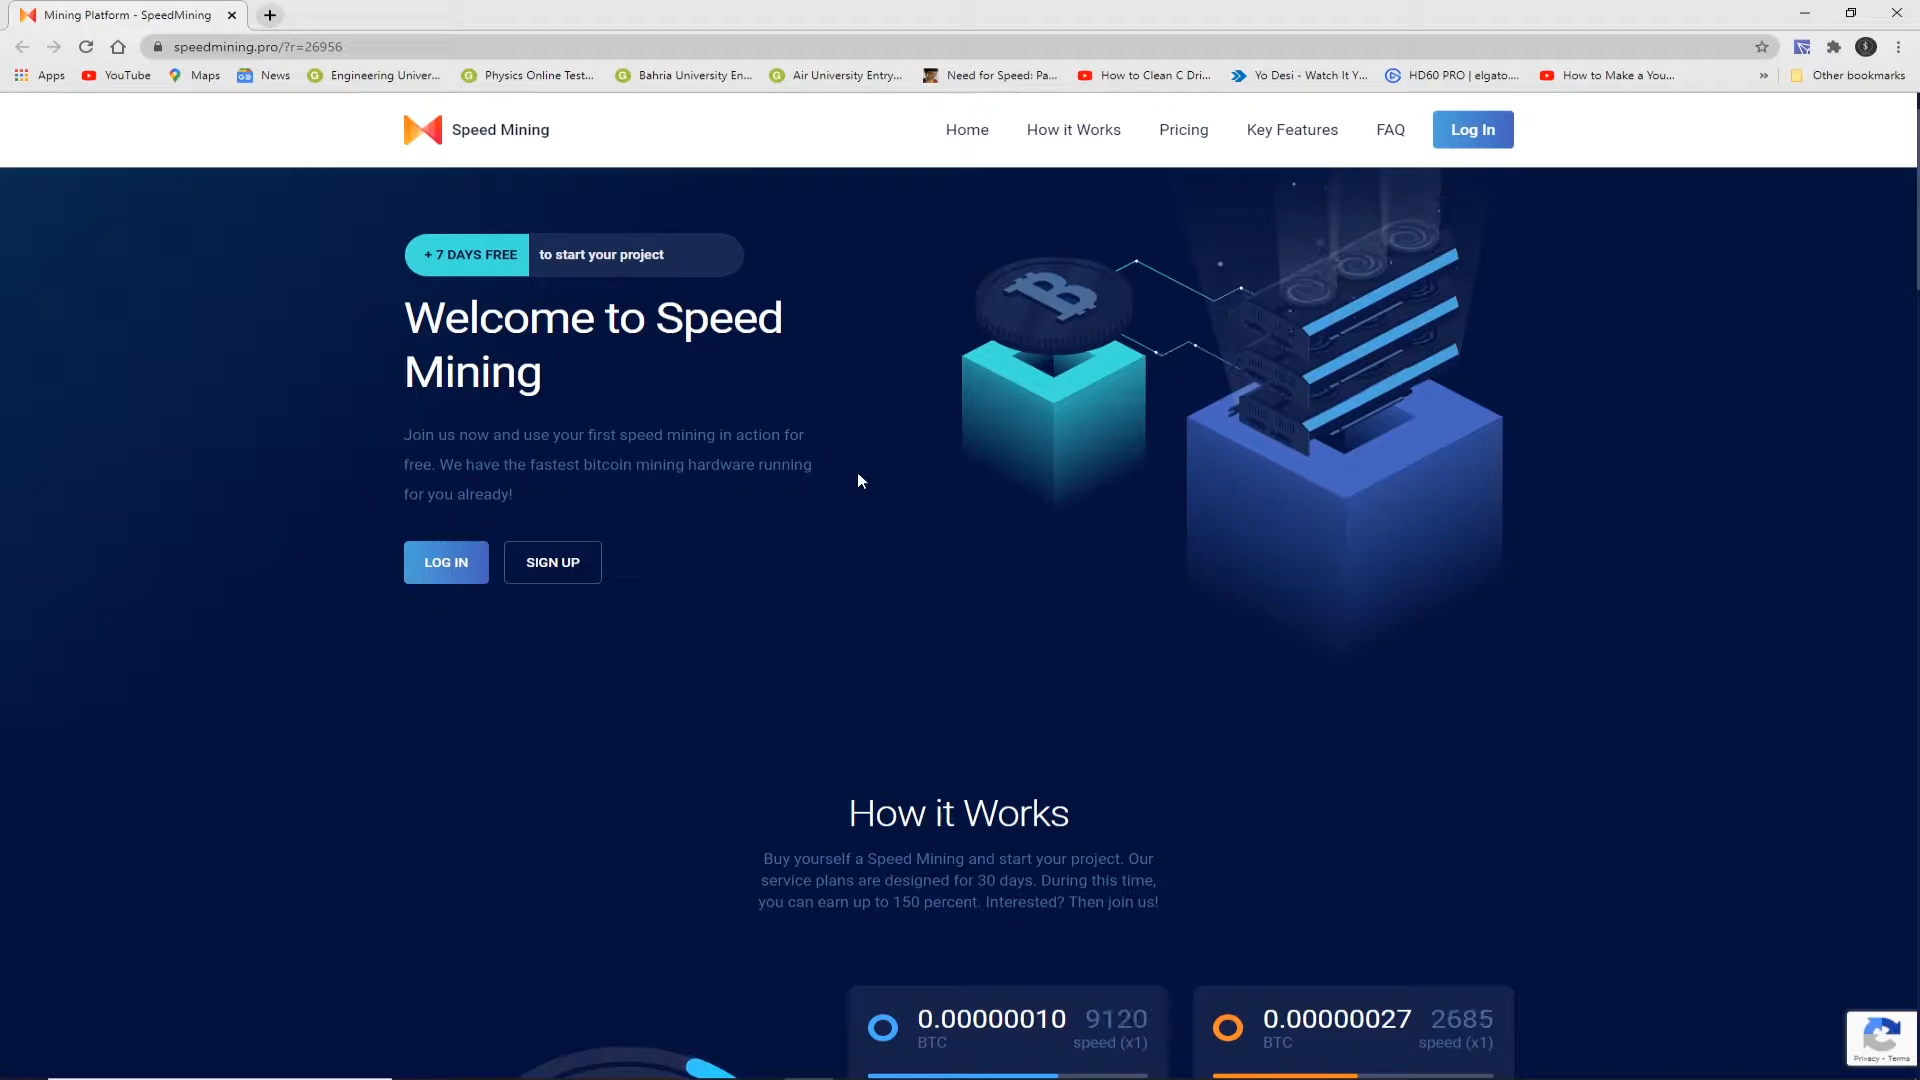 Mining Platform - SpeedMining
speedmining.pro/?r=26956
Apps YouTube Maps News Engineering Univer... Physics Online Test... Bahria University En... Air University Entry... Need for Speed: Pa... How to Clean C Dri... Yo Desi - Watch It Y... HD60 PRO | elgato.... How to Make a You... » Other bookmarks
Speed Mining
Home How it Works Pricing Key Features FAQ Log In
+ 7 DAYS FREE to start your project
Welcome to Speed
Mining
Join us now and use your first speed mining in action for
free. We have the fastest bitcoin mining hardware running
for you already!
LOG IN SIGN UP
How it Works
Buy yourself a Speed Mining and start your project. Our
service plans are designed for 30 days. During this time,
you can earn up to 150 percent. Interested? Then join us!
0.00000010 9120
BTC speed (x1)
0.00000027 2685
BTC speed (x1)
Privacy - Terms